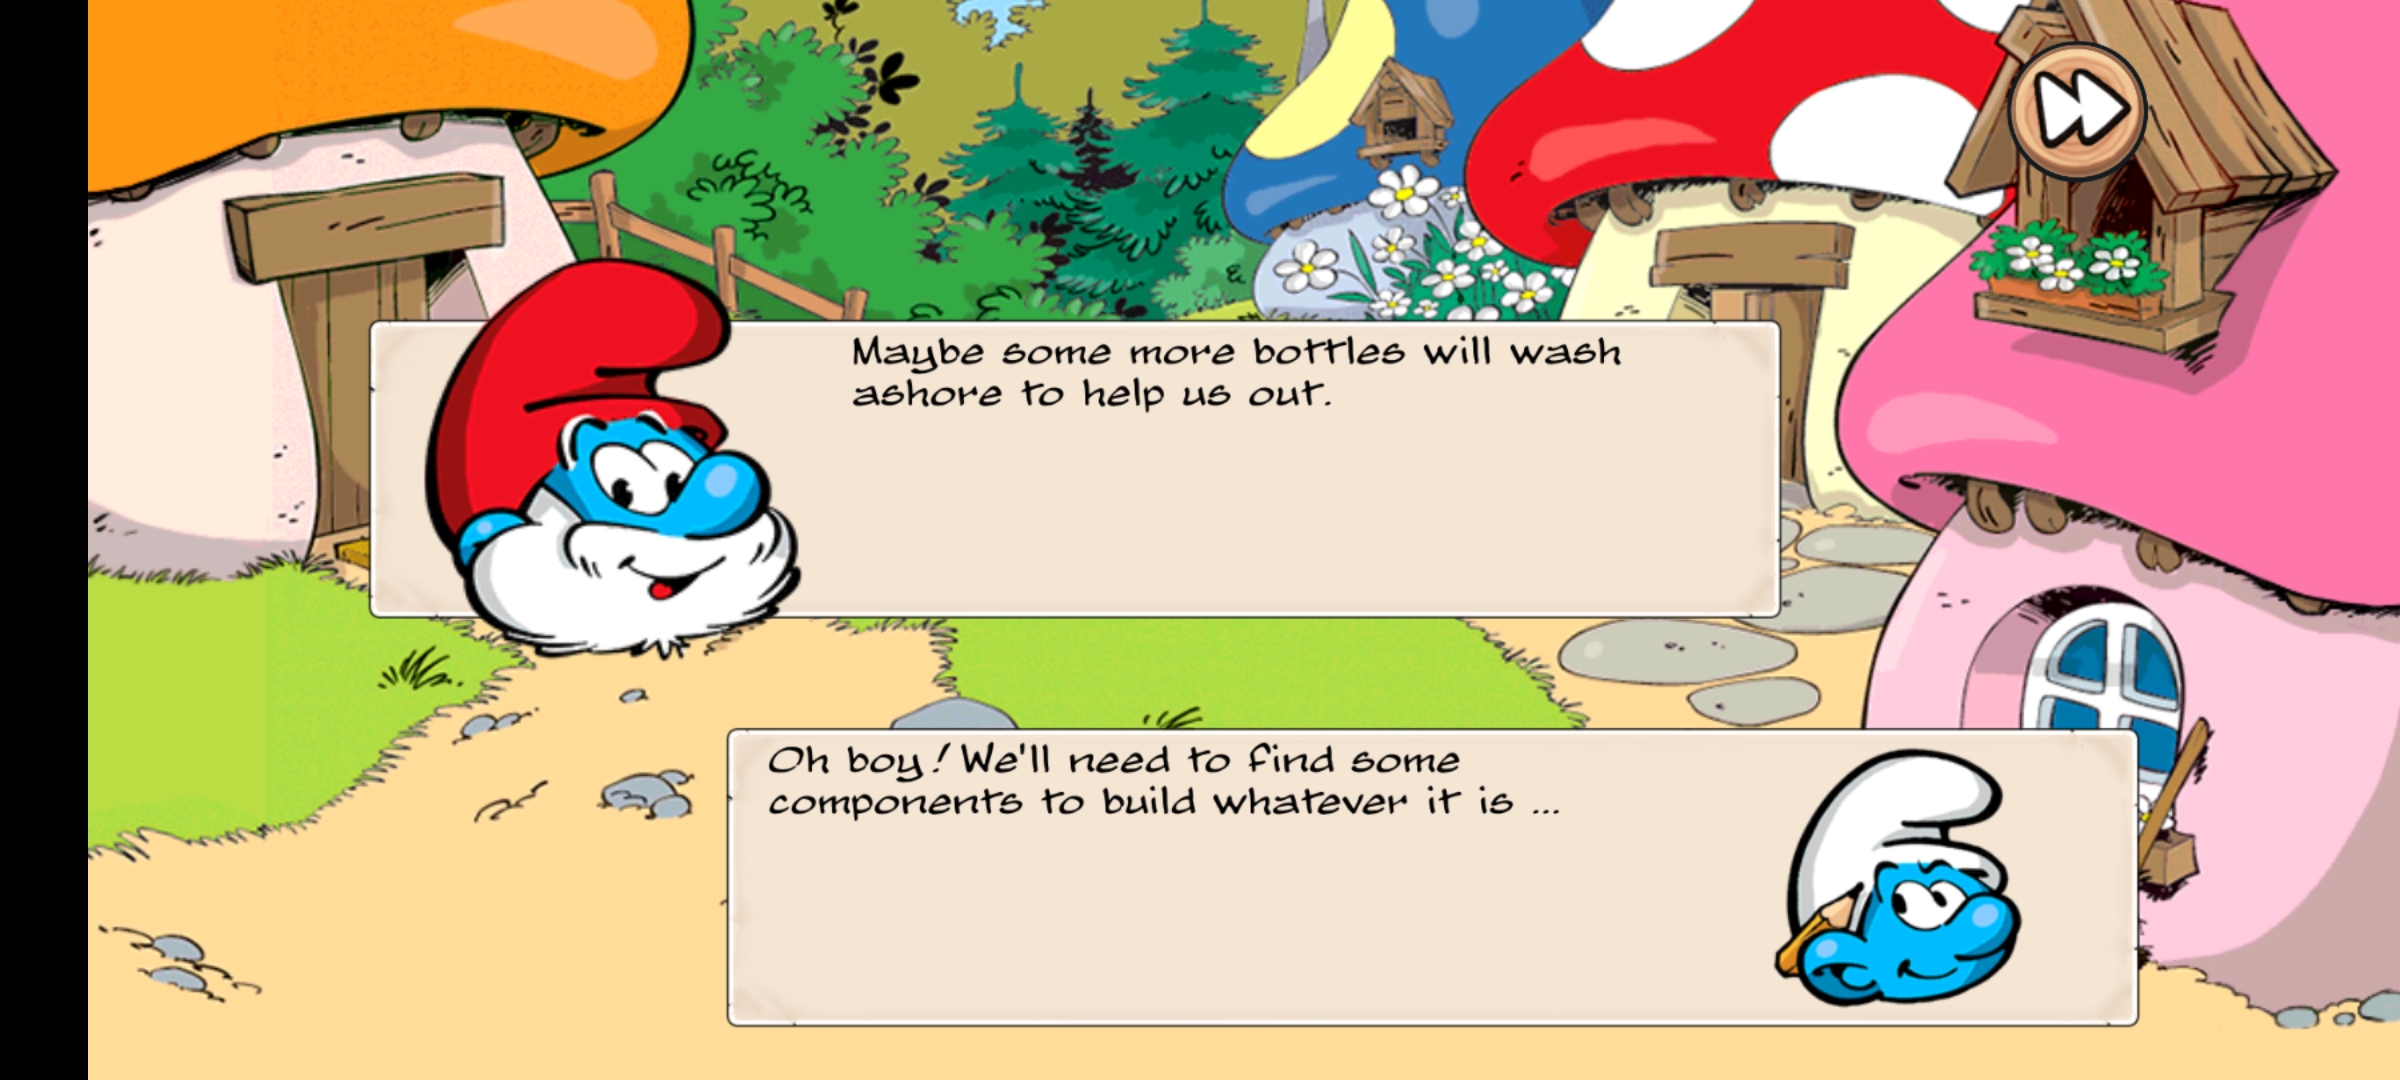 Maybe some more bottles will wash
ashore to help us out.
Oh boy! We'll need to find some
components to build whatever it is ...